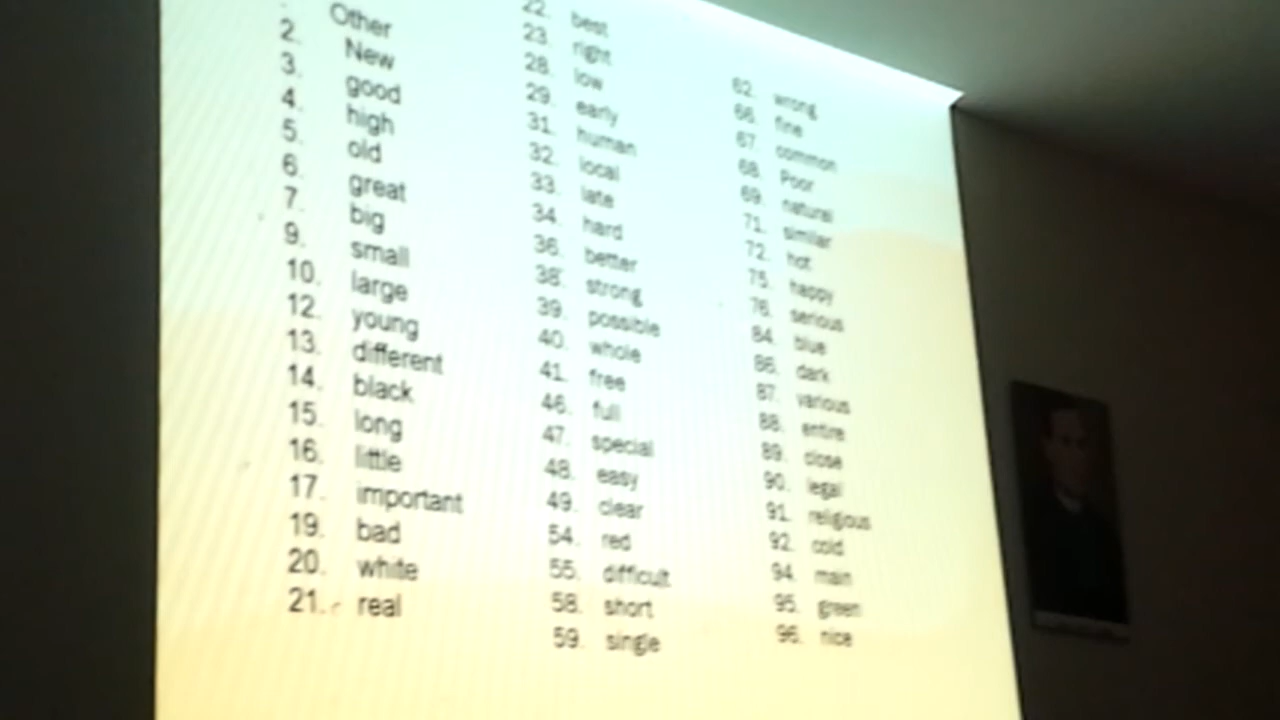 Other
2. New
3. good
4. high
5. old
6. great
7. big
9. small
10. large
12. young
13. different
14. black
15. long
16. little
17. important
19. bad
20. white
21. real
22. best
23. right
28. low
29. early
31. human
32. local
33. late
34. hard
36. better
38. strong
39. possible
40. whole
41. free
46. full
47. special
48. easy
49. clear
54. red
55. difficult
58. short
59. single
62. wrong
66. fine
67. common
68. Poor
69. natural
71. similar
72. hot
75. happy
76. serious
84. blue
86. dark
87. various
88. entire
89. close
90. legal
91. religious
92. cold
94. main
95. green
96. nice